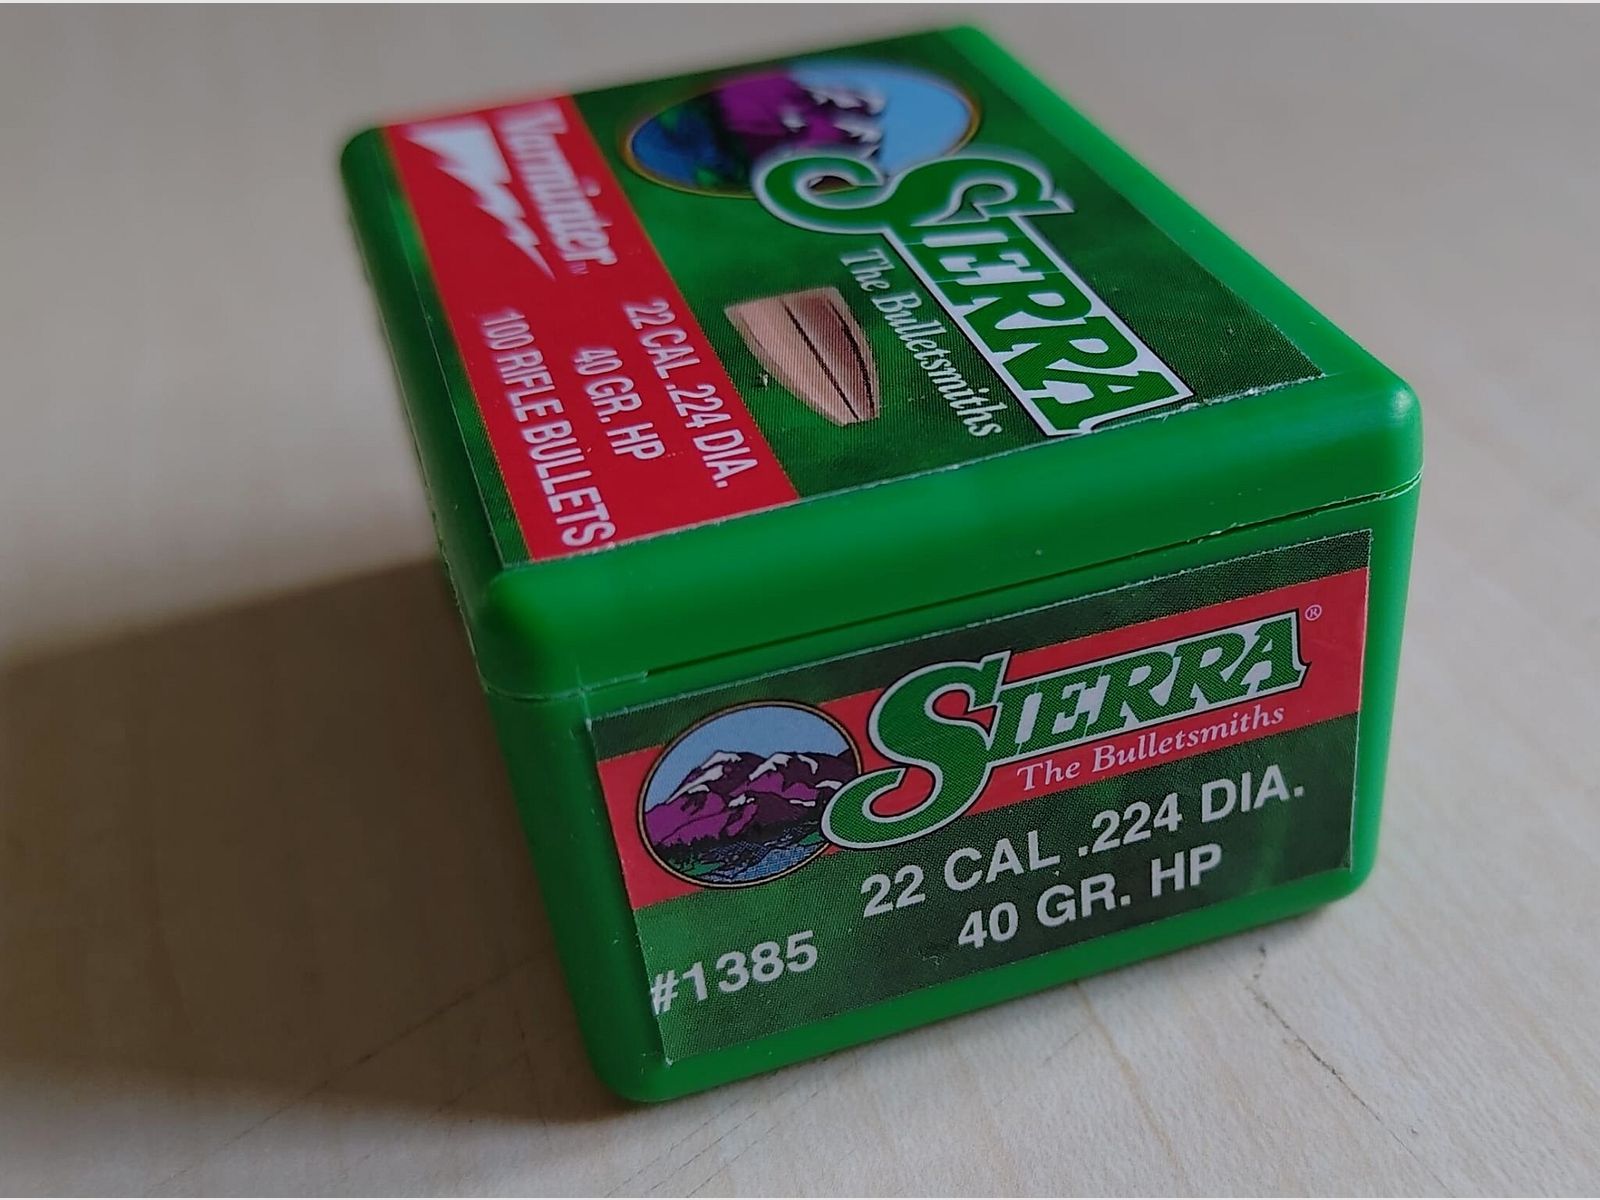 SIERRA
The Bulletsmiths
Varminter™
22 CAL .224 DIA.
40 GR. HP
100 RIFLE BULLETS
SIERRA®
The Bulletsmiths
22 CAL .224 DIA.
40 GR. HP
#1385